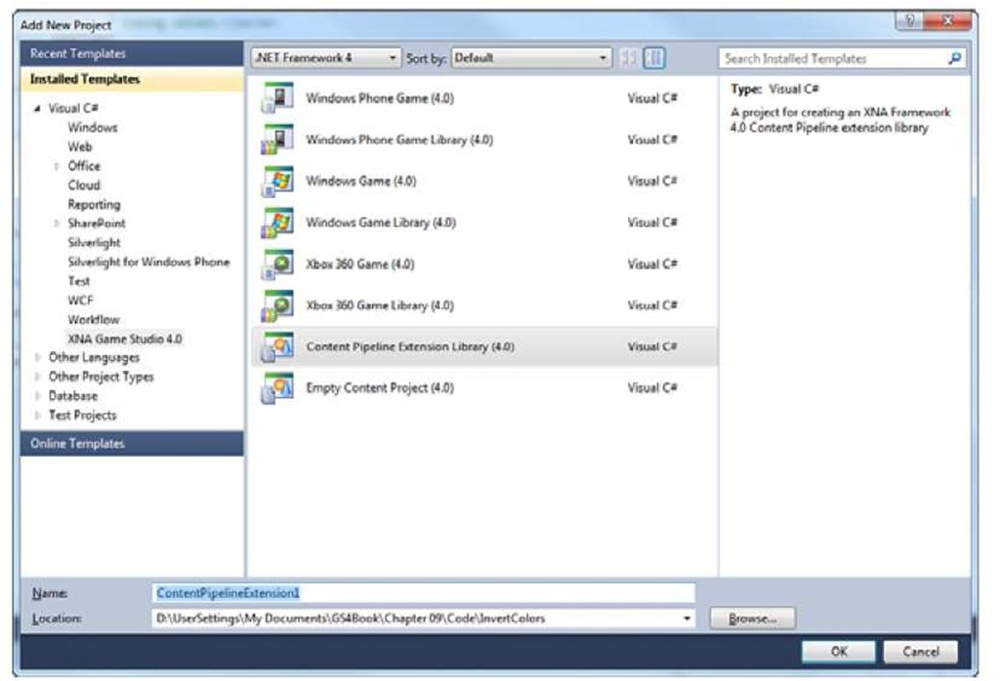 Add New Project
Recent Templates
Installed Templates
Visual C#
Windows
Web
Office
Cloud
Reporting
SharePoint
Silverlight
Silverlight for Windows Phone
Test
WCF
Workflow
XNA Game Studio 4.0
Other Languages
Other Project Types
Database
Test Projects
Online Templates
.NET Framework 4 Sort by: Default
Windows Phone Game (4.0) Visual C#
Windows Phone Game Library (4.0) Visual C#
Windows Game (4.0) Visual C#
Windows Game Library (4.0) Visual C#
Xbox 360 Game (4.0) Visual C#
Xbox 360 Game Library (4.0) Visual C#
Content Pipeline Extension Library (4.0) Visual C#
Empty Content Project (4.0) Visual C#
Search Installed Templates
Type: Visual C#
A project for creating an XNA Framework
4.0 Content Pipeline extension library
Name: ContentPipelineExtension1
Location: D:\UserSettings\My Documents\GS4Book\Chapter 09\Code\InvertColors Browse...
OK Cancel